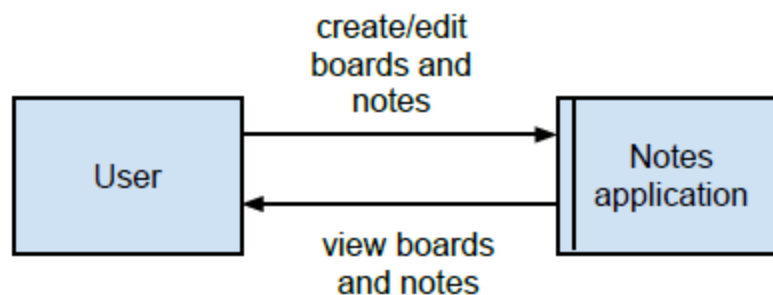 create/edit
boards and
notes
User
Notes
application
view boards
and notes